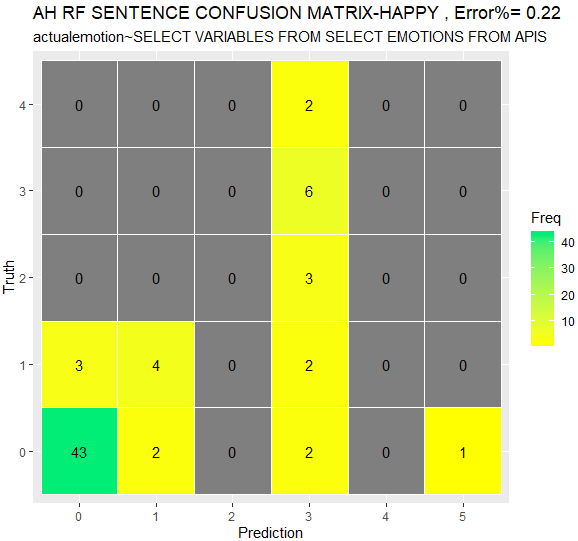 AH RF SENTENCE CONFUSION MATRIX-HAPPY , Error%= 0.22
actualemotion~SELECT VARIABLES FROM SELECT EMOTIONS FROM APIS
4 0 0 0 2 0 0
3 0 0 0 6 0 0
2 0 0 0 3 0 0
1 3 4 0 2 0 0
0 43 2 0 2 0 1
0 1 2 3 4 5
Prediction
Truth
Freq
40
30
20
10